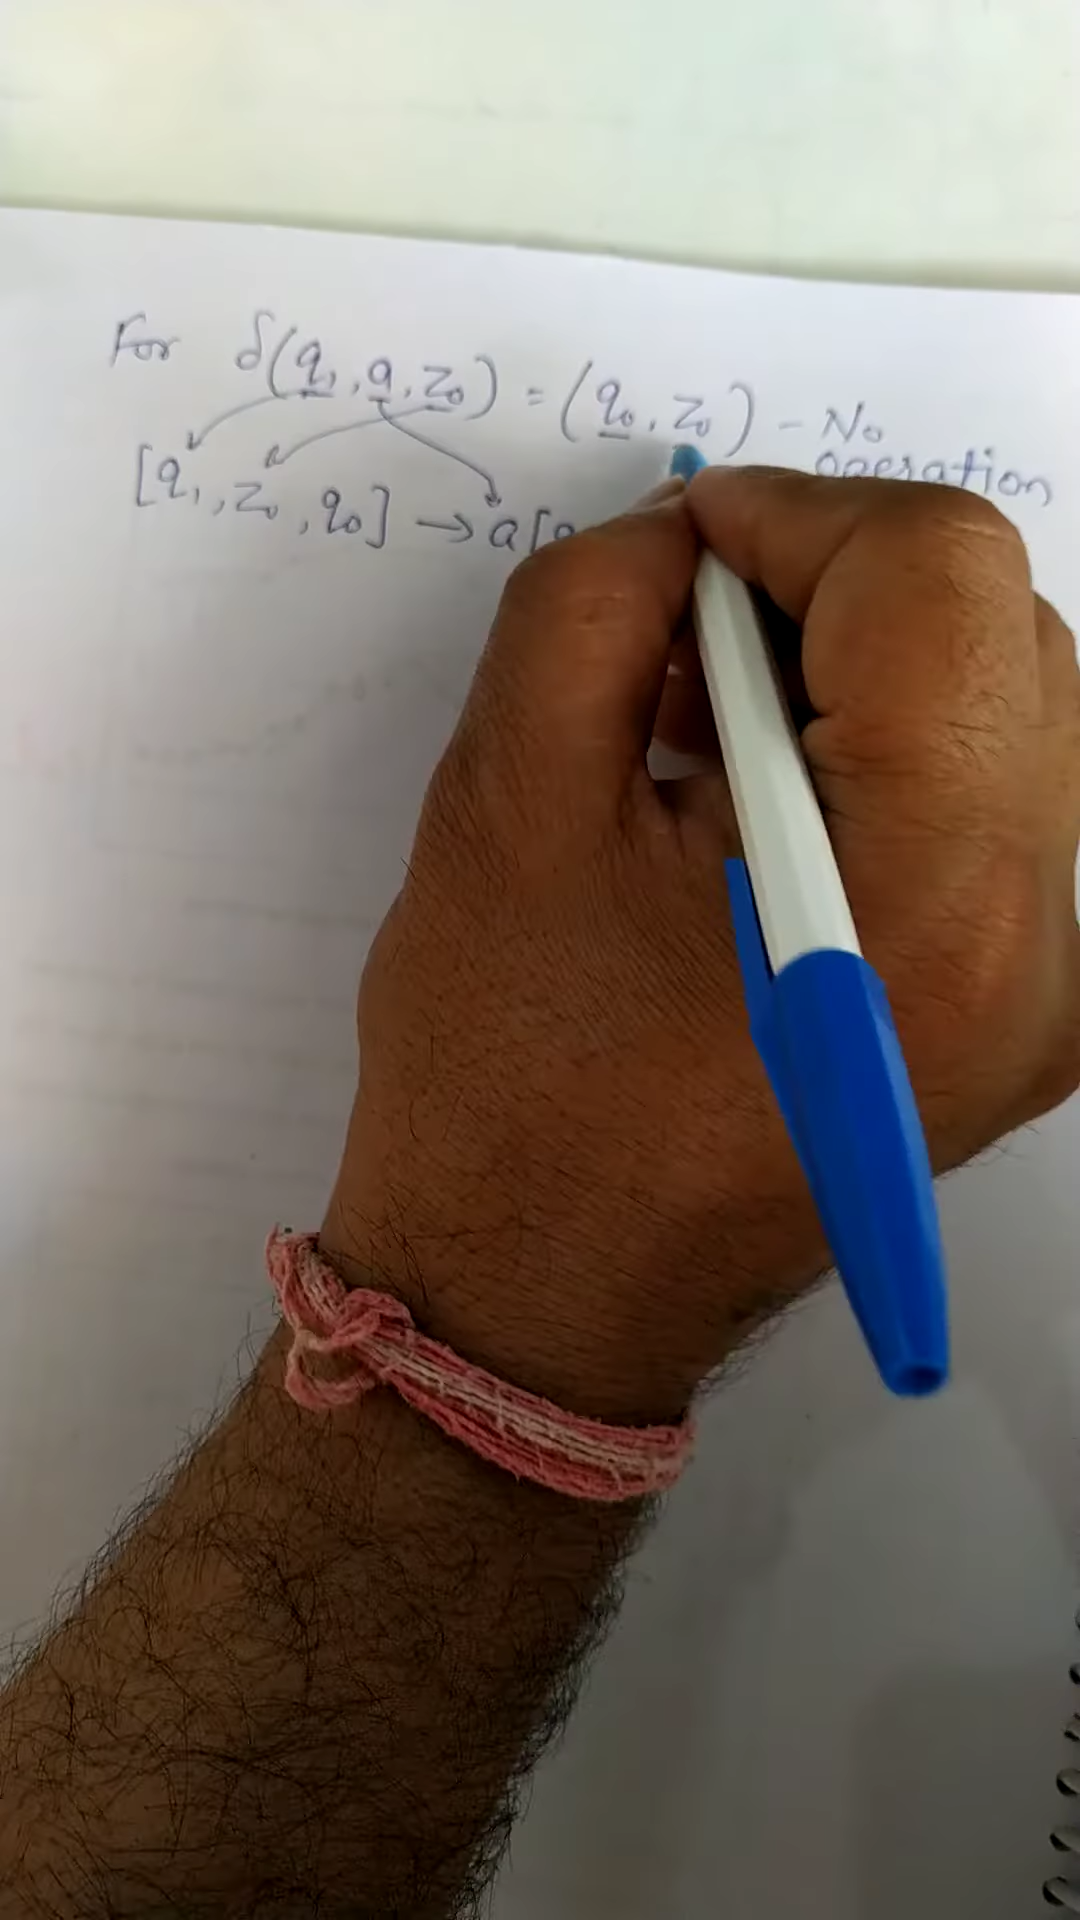 For δ(q₁, a, z₀) = (q₀, z₀) - No
operation
[q₁, z₀, q₀] → a[q